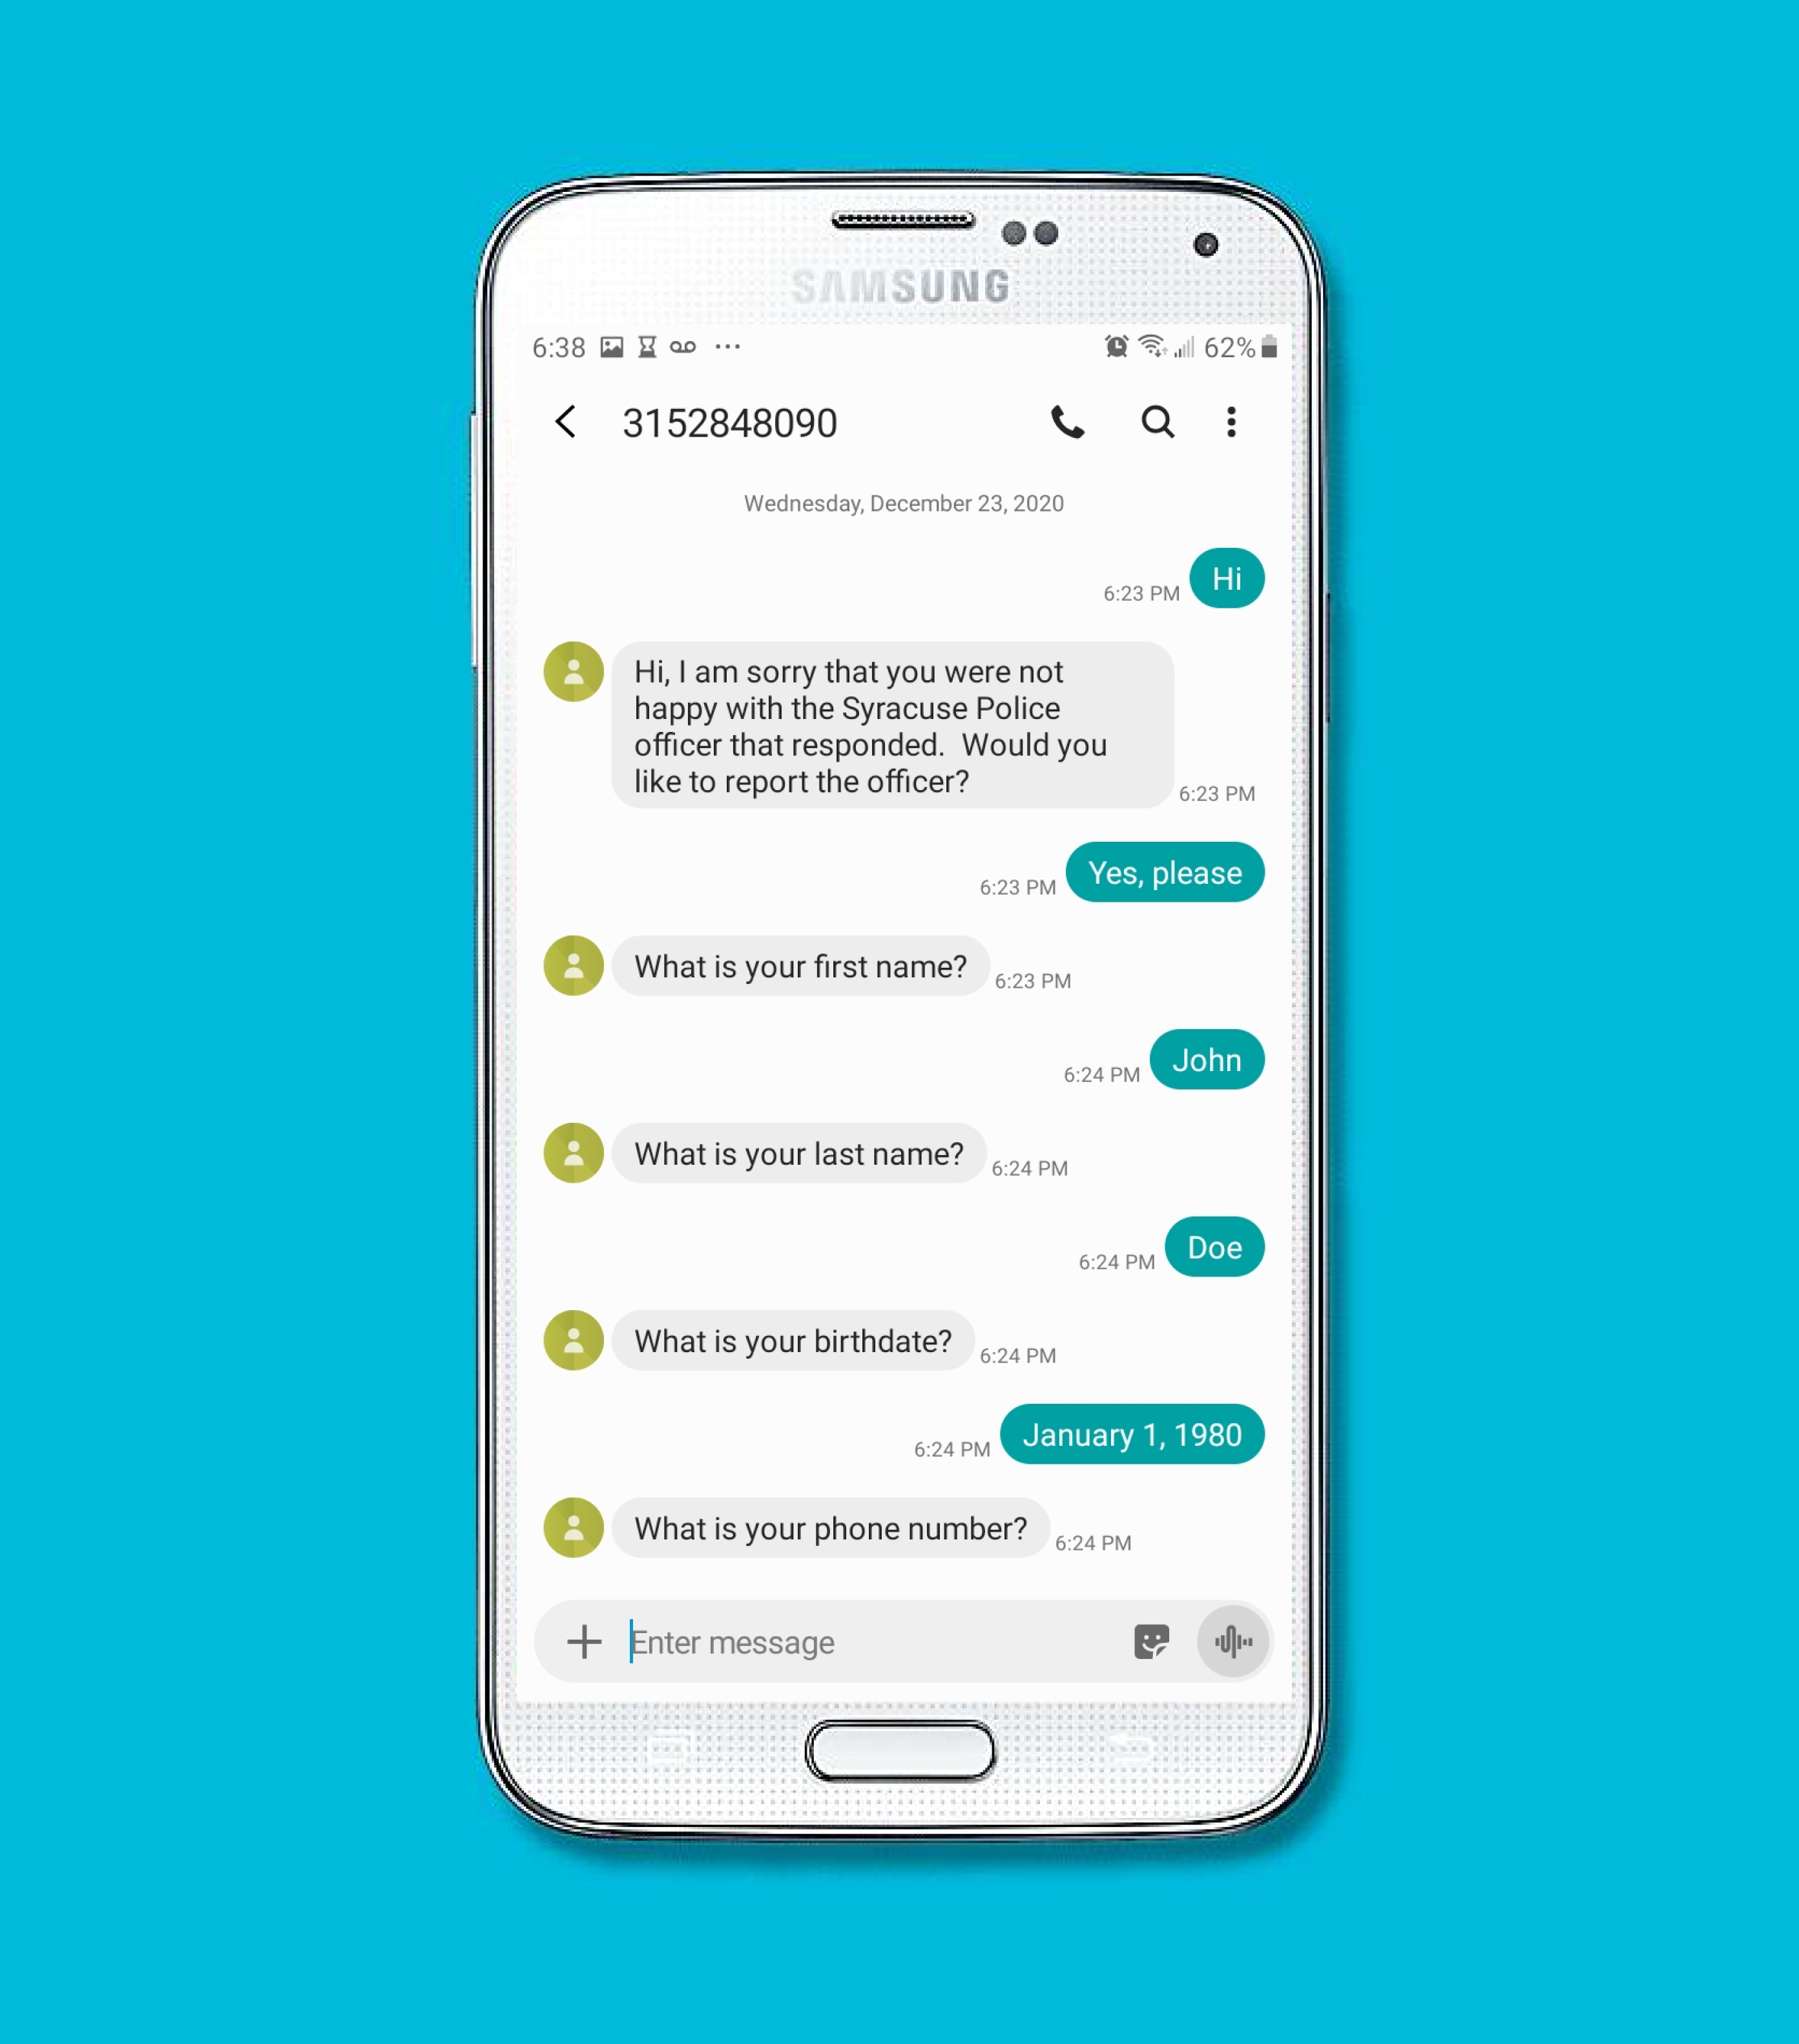 SAMSUNG
6:38 62%
3152848090
Wednesday, December 23, 2020
6:23 PM Hi
Hi, I am sorry that you were not
happy with the Syracuse Police
officer that responded.  Would you
like to report the officer?
6:23 PM
6:23 PM Yes, please
What is your first name? 6:23 PM
6:24 PM John
What is your last name? 6:24 PM
6:24 PM Doe
What is your birthdate? 6:24 PM
6:24 PM January 1, 1980
What is your phone number? 6:24 PM
Enter message